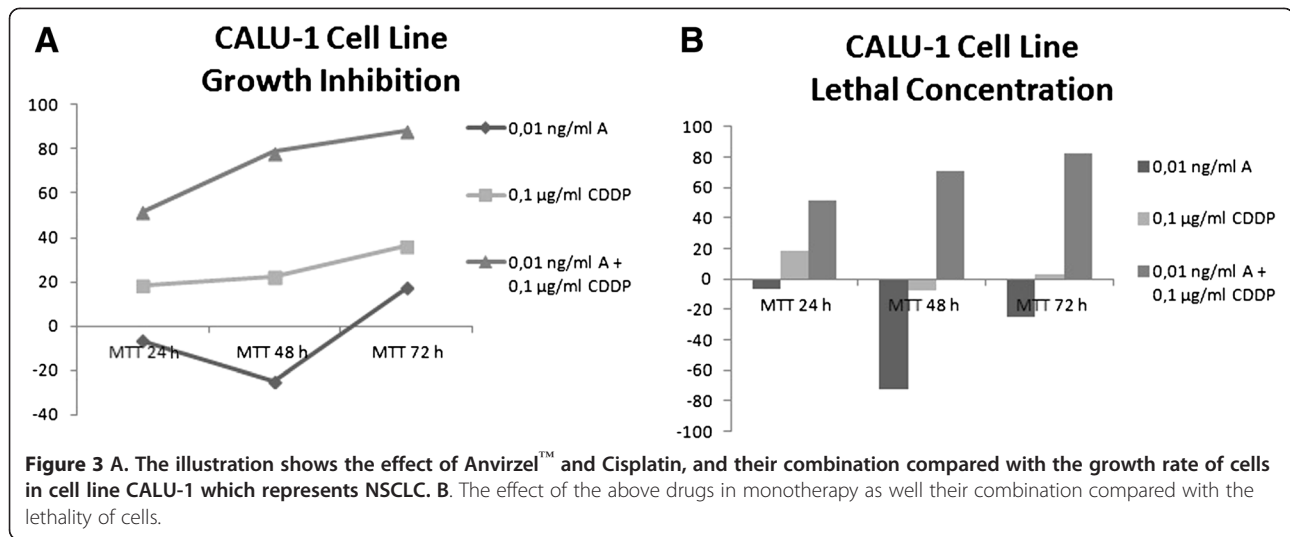 A
CALU-1 Cell Line
Growth Inhibition
100
80
60
40
20
0
-20
-40
MTT 24 h
MTT 48 h
MTT 72 h
0,01 ng/ml A
0,1 µg/ml CDDP
0,01 ng/ml A +
0,1 µg/ml CDDP
B
CALU-1 Cell Line
Lethal Concentration
100
80
60
40
20
0
-20
-40
-60
-80
-100
MTT 24 h
MTT 48 h
MTT 72 h
0,01 ng/ml A
0,1 µg/ml CDDP
0,01 ng/ml A +
0,1 µg/ml CDDP
Figure 3 A. The illustration shows the effect of Anvirzel™ and Cisplatin, and their combination compared with the growth rate of cells
in cell line CALU-1 which represents NSCLC. B. The effect of the above drugs in monotherapy as well their combination compared with the
lethality of cells.